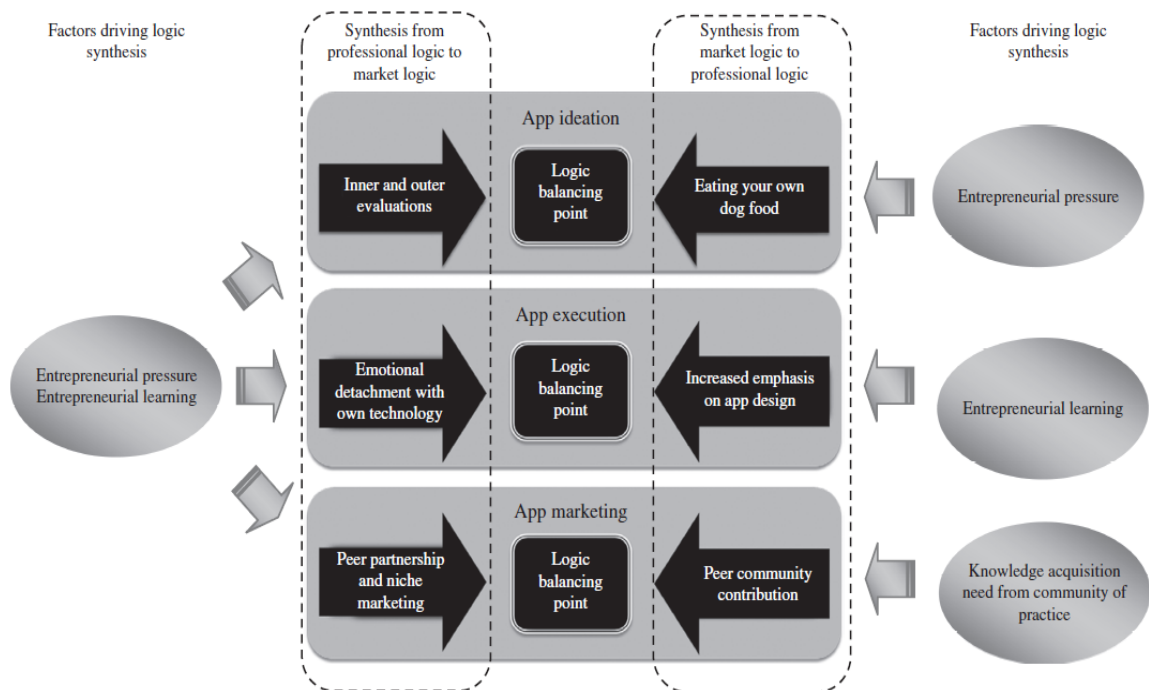 Factors driving logic
synthesis
Synthesis from
professional logic to
market logic
Synthesis from
market logic to
professional logic
Factors driving logic
synthesis
App ideation
Inner and outer
evaluations
Logic
balancing
point
Eating your own
dog food
Entrepreneurial pressure
App execution
Entrepreneurial pressure
Entrepreneurial learning
Emotional
detachment with
own technology
Logic
balancing
point
Increased emphasis
on app design
Entrepreneurial learning
App marketing
Peer partnership
and niche
marketing
Logic
balancing
point
Peer community
contribution
Knowledge acquisition
need from community of
practice